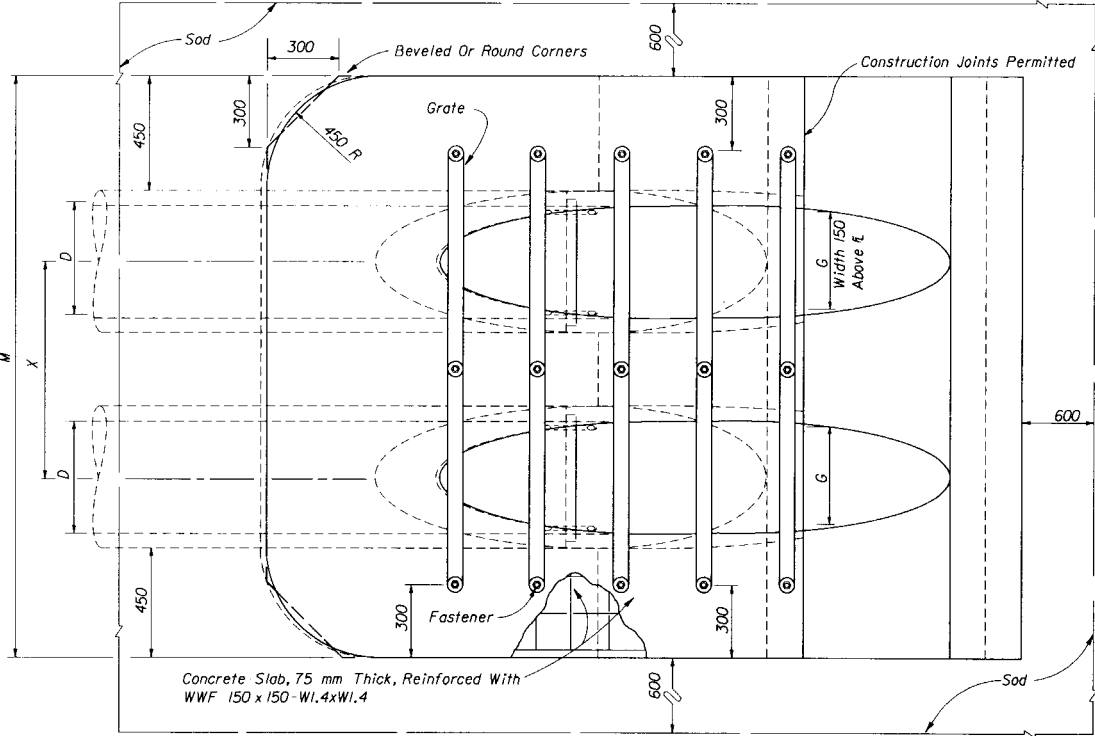 Sod
300
Beveled Or Round Corners
600
Construction Joints Permitted
450
300
450 R
Grate
300
D
G
Width 150
Above ℄
M
X
600
D
G
450
300
Fastener
300
Concrete Slab, 75 mm Thick, Reinforced With
WWF 150 x 150-W1.4xW1.4
600
Sod